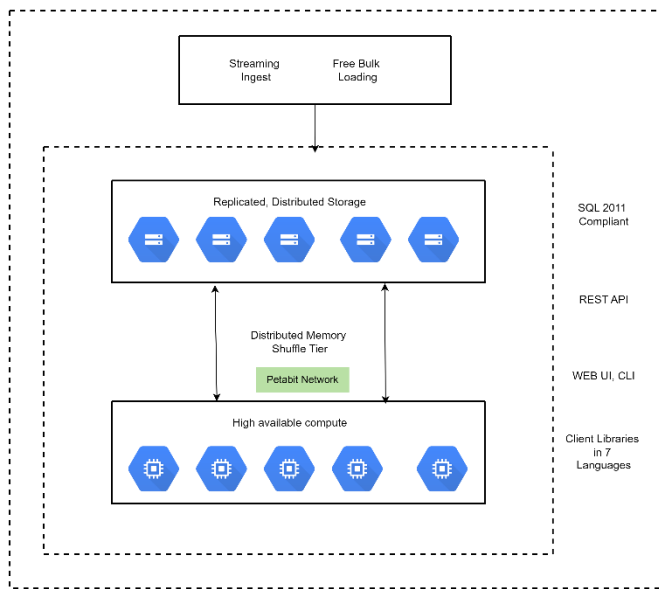 Streaming
Ingest
Free Bulk
Loading
Replicated, Distributed Storage
SQL 2011
Compliant
REST API
Distributed Memory
Shuffle Tier
Petabit Network
WEB UI, CLI
High available compute
Client Libraries
in 7
Languages